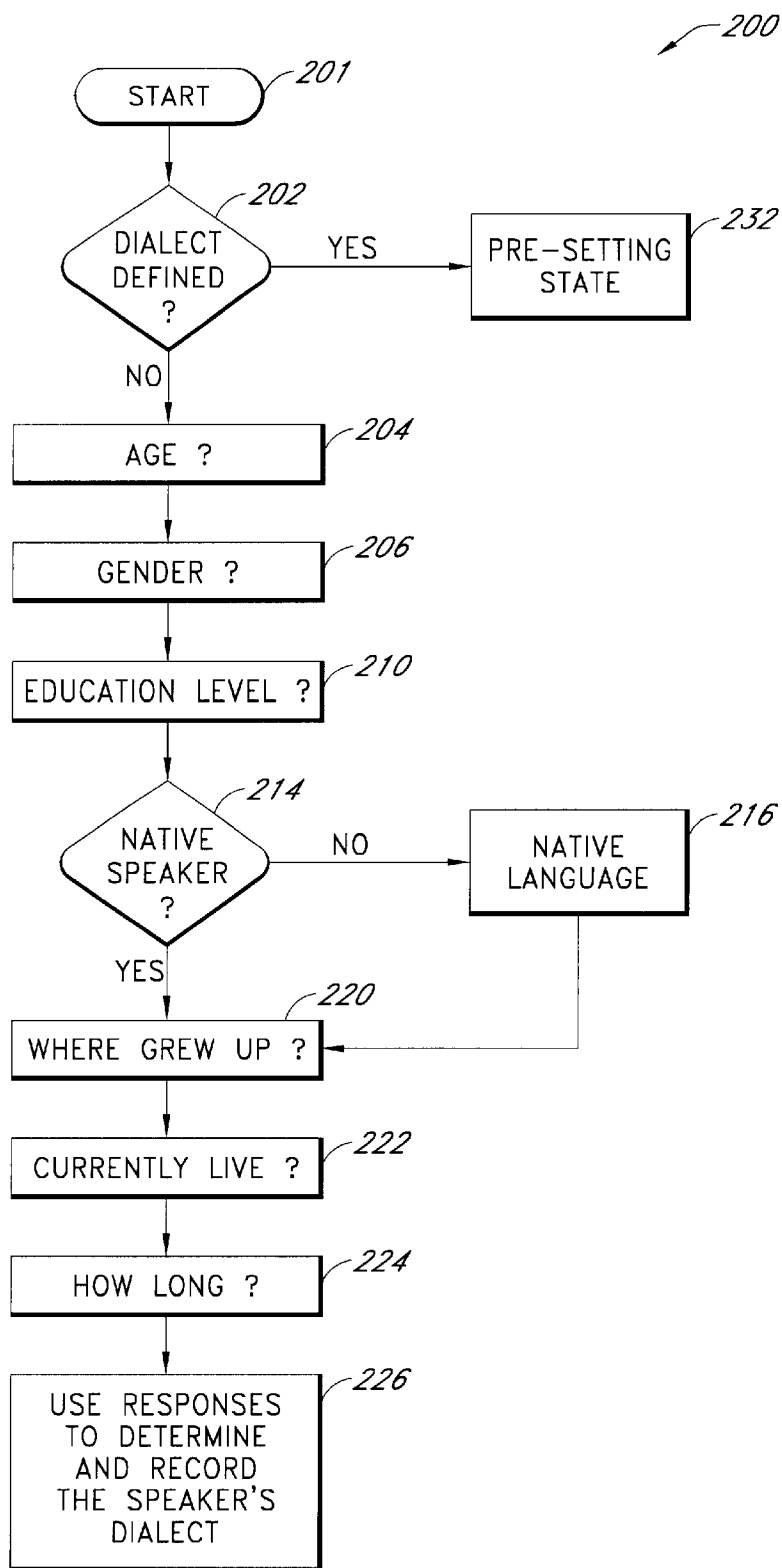 200
START
201
202
DIALECT
DEFINED
?
YES
PRE-SETTING
STATE
232
NO
AGE ?
204
GENDER ?
206
EDUCATION LEVEL ?
210
214
NATIVE
SPEAKER
?
NO
NATIVE
LANGUAGE
216
YES
220
WHERE GREW UP ?
CURRENTLY LIVE ?
222
HOW LONG ?
224
USE RESPONSES
TO DETERMINE
AND RECORD
THE SPEAKER'S
DIALECT
226